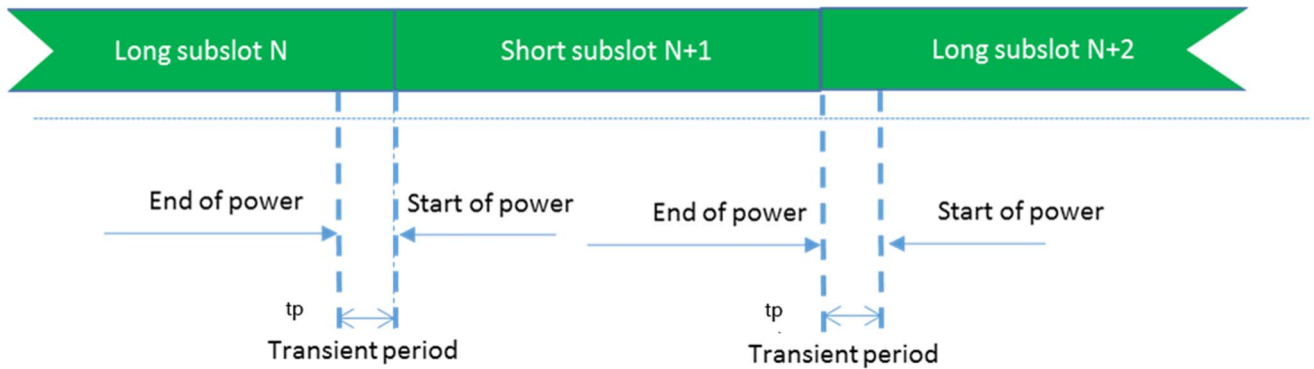 Long subslot N
Short subslot N+1
Long subslot N+2
End of power
Start of power
End of power
Start of power
tp
tp
Transient period
Transient period